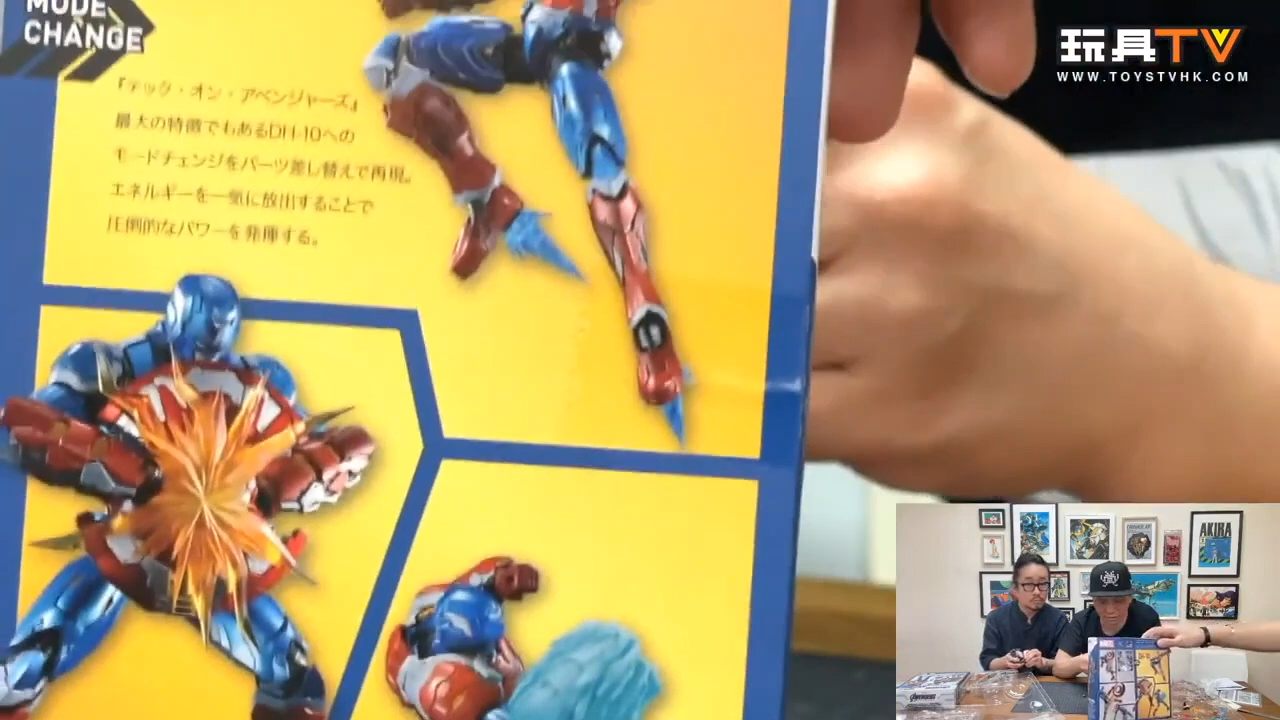 MODE
CHANGE
『テック・オン・アベンジャーズ』
最大の特徴でもあるDH-10への
モードチェンジをパーツ差し替えで再現。
エネルギーを一気に放出することで
圧倒的なパワーを発揮する。
玩具TV
WWW.TOYSTVHK.COM
AKIRA
AVENGERS